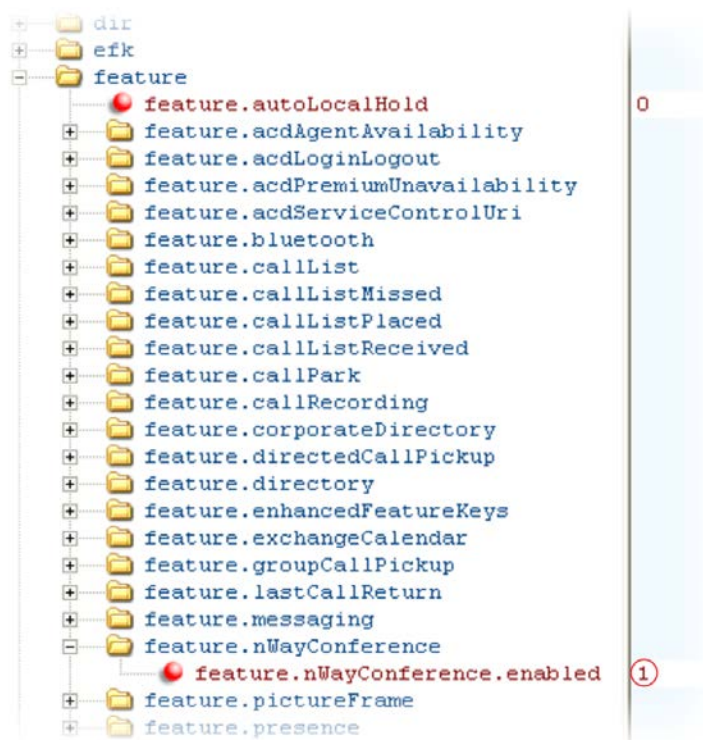 dir
efk
feature
feature.autoLocalHold 0
feature.acdAgentAvailability
feature.acdLoginLogout
feature.acdPremiumUnavailability
feature.acdServiceControlUri
feature.bluetooth
feature.callList
feature.callListMissed
feature.callListPlaced
feature.callListReceived
feature.callPark
feature.callRecording
feature.corporateDirectory
feature.directedCallPickup
feature.directory
feature.enhancedFeatureKeys
feature.exchangeCalendar
feature.groupCallPickup
feature.lastCallReturn
feature.messaging
feature.nWayConference
feature.nWayConference.enabled 1
feature.pictureFrame
feature.presence